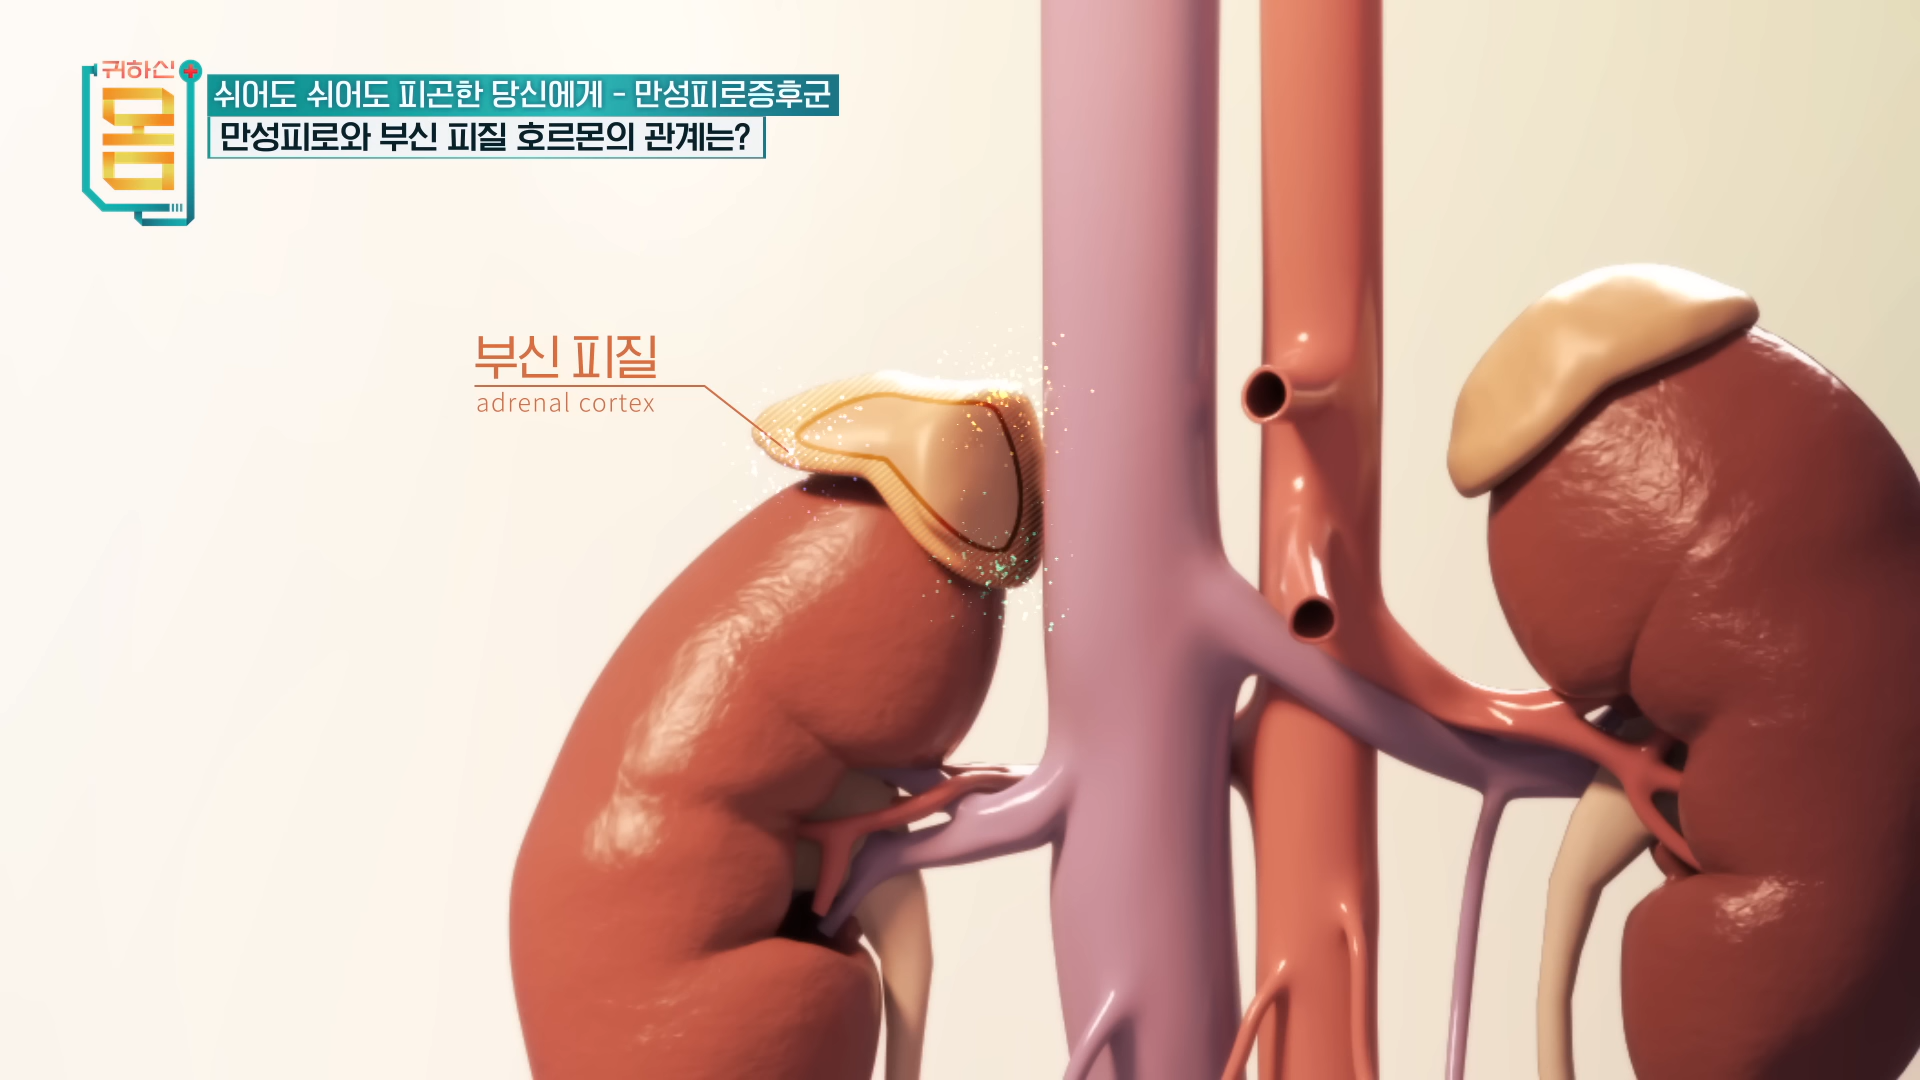 귀하신
몸
쉬어도 쉬어도 피곤한 당신에게 - 만성피로증후군
만성피로와 부신 피질 호르몬의 관계는?
부신 피질
adrenal cortex